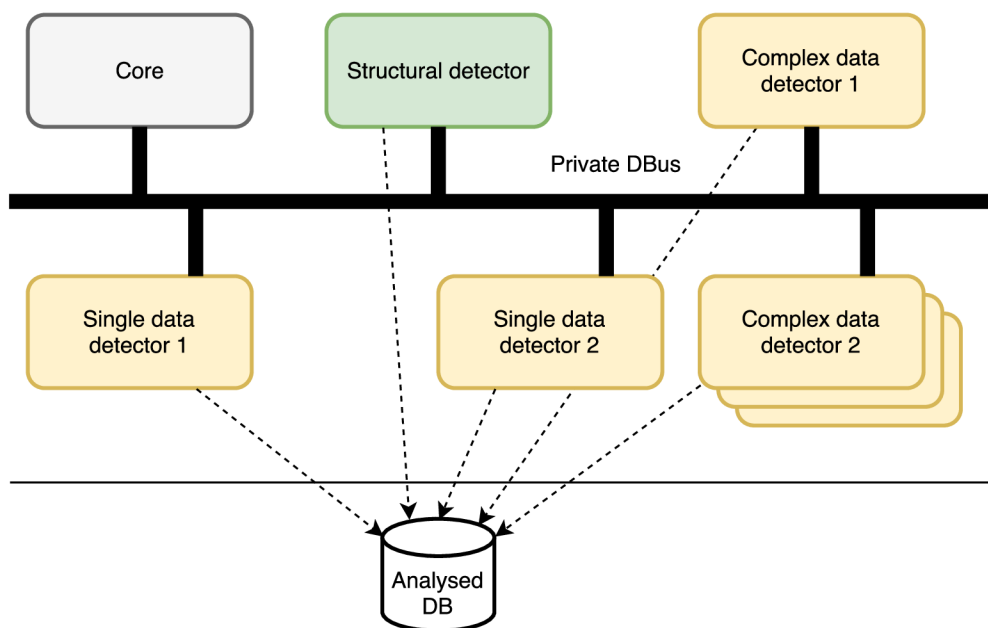 Core
Structural detector
Complex data
detector 1
Private DBus
Single data
detector 1
Single data
detector 2
Complex data
detector 2
Analysed
DB